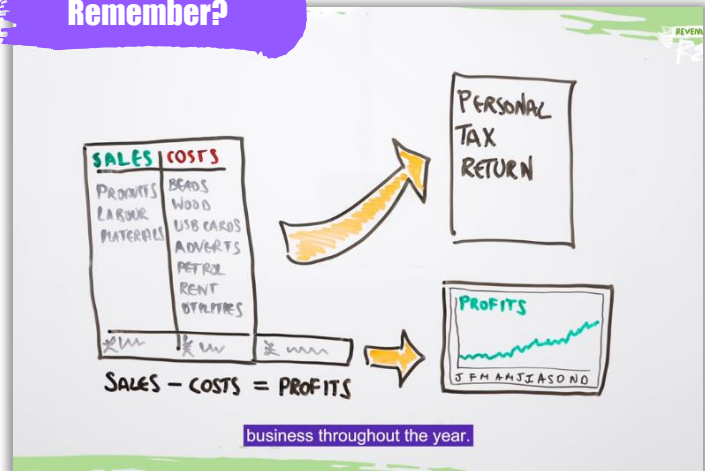 Remember?
REVENU
PERSONAL
TAX
RETURN
SALES COSTS
PRODUCTS
LABOUR
MATERIALS
BEADS
WOOD
USB CARDS
ADVERTS
PETROL
RENT
UTILITIES
£
£
£
SALES - COSTS = PROFITS
PROFITS
J F M A M J J A S O N D
business throughout the year.